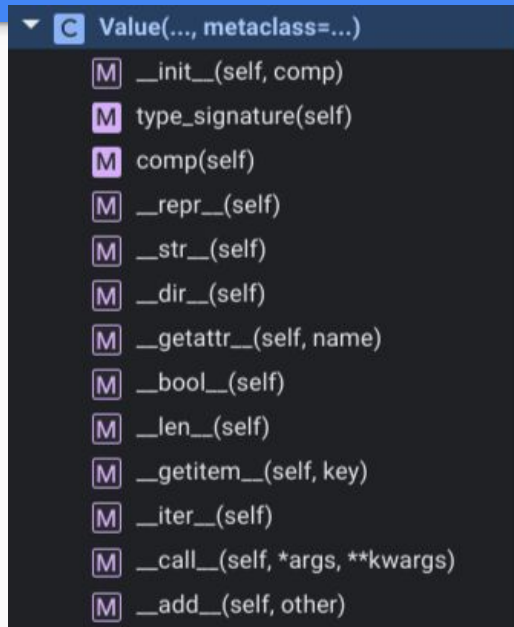 C Value(..., metaclass=...)
M __init__(self, comp)
M type_signature(self)
M comp(self)
M __repr__(self)
M __str__(self)
M __dir__(self)
M __getattr__(self, name)
M __bool__(self)
M __len__(self)
M __getitem__(self, key)
M __iter__(self)
M __call__(self, *args, **kwargs)
M __add__(self, other)